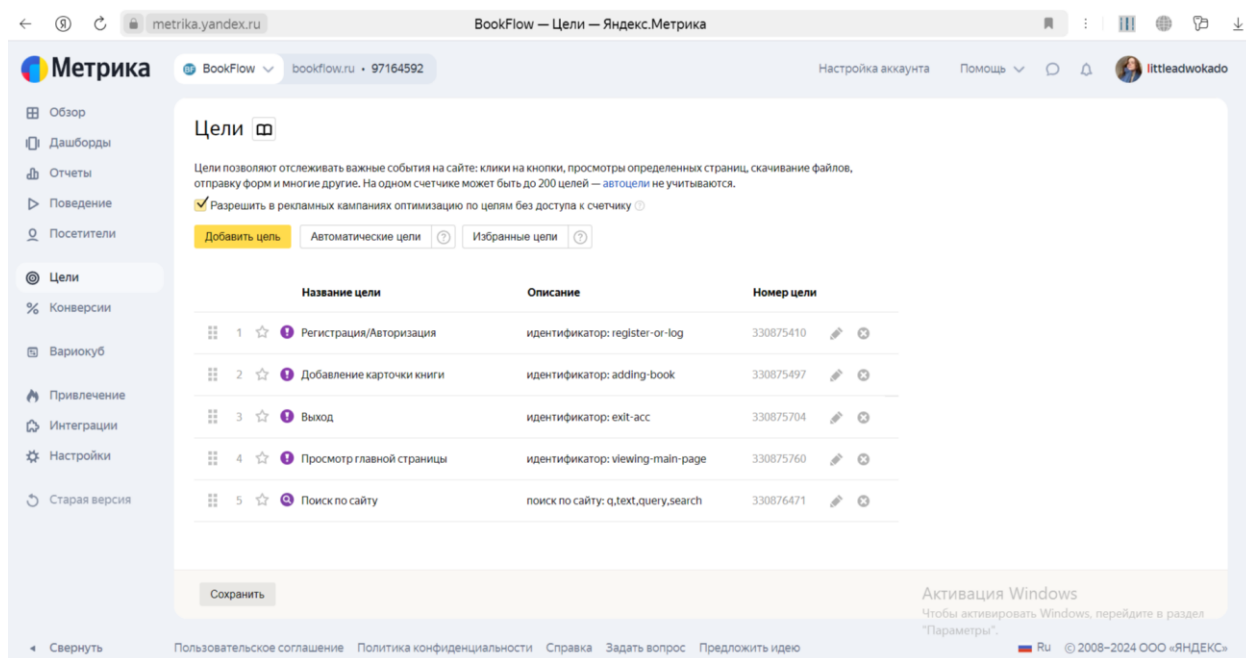 metrika.yandex.ru
BookFlow — Цели — Яндекс.Метрика
Метрика
BookFlow
bookflow.ru • 97164592
Настройка аккаунта
Помощь
littleadwokado
Обзор
Дашборды
Отчеты
Поведение
Посетители
Цели
Конверсии
Вариокуб
Привлечение
Интеграции
Настройки
Старая версия
Свернуть
Цели
Цели позволяют отслеживать важные события на сайте: клики на кнопки, просмотры определенных страниц, скачивание файлов,
отправку форм и многие другие. На одном счетчике может быть до 200 целей — автоцели не учитываются.
Разрешить в рекламных кампаниях оптимизацию по целям без доступа к счетчику ?
Добавить цель Автоматические цели ? Избранные цели ?
Название цели Описание Номер цели
1 Регистрация/Авторизация идентификатор: register-or-log 330875410
2 Добавление карточки книги идентификатор: adding-book 330875497
3 Выход идентификатор: exit-acc 330875704
4 Просмотр главной страницы идентификатор: viewing-main-page 330875760
5 Поиск по сайту поиск по сайту: q,text,query,search 330876471
Сохранить
Активация Windows
Чтобы активировать Windows, перейдите в раздел
"Параметры".
Пользовательское соглашение Политика конфиденциальности Справка Задать вопрос Предложить идею
Ru © 2008–2024 ООО «ЯНДЕКС»